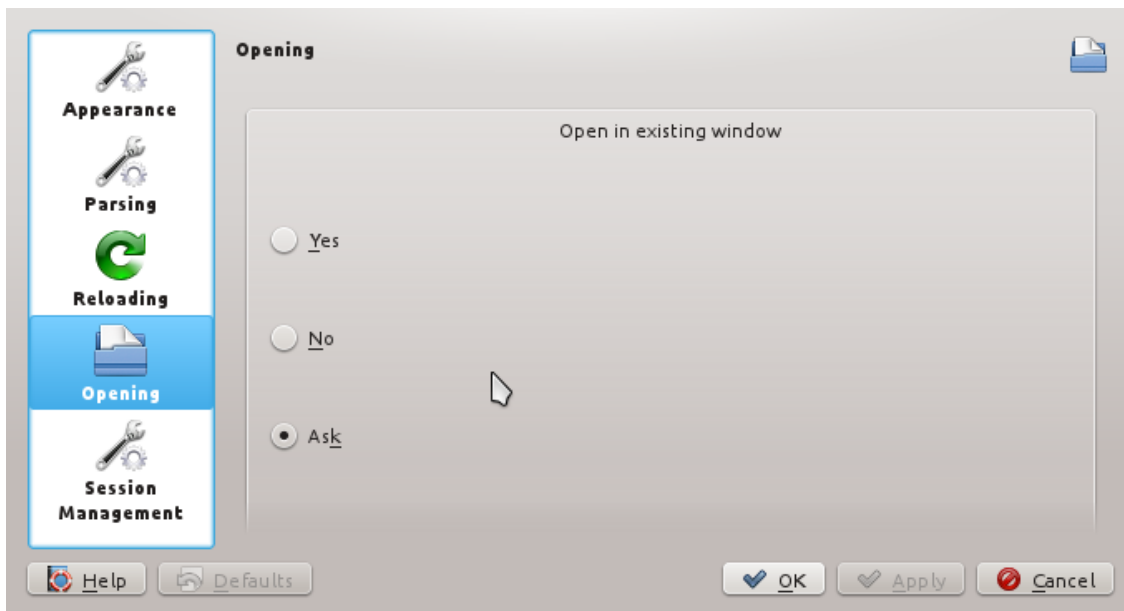 Appearance
Parsing
Reloading
Opening
Session
Management
Opening
Open in existing window
Yes
No
Ask
Help
Defaults
OK
Apply
Cancel